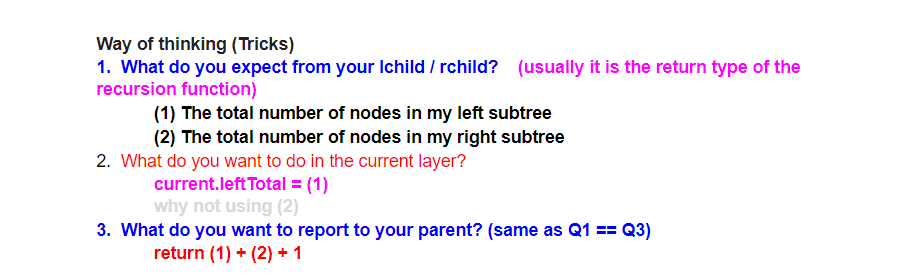 Way of thinking (Tricks)
1. What do you expect from your lchild / rchild? (usually it is the return type of the
recursion function)
(1) The total number of nodes in my left subtree
(2) The total number of nodes in my right subtree
2. What do you want to do in the current layer?
current.leftTotal = (1)
why not using (2)
3. What do you want to report to your parent? (same as Q1 == Q3)
return (1) + (2) + 1